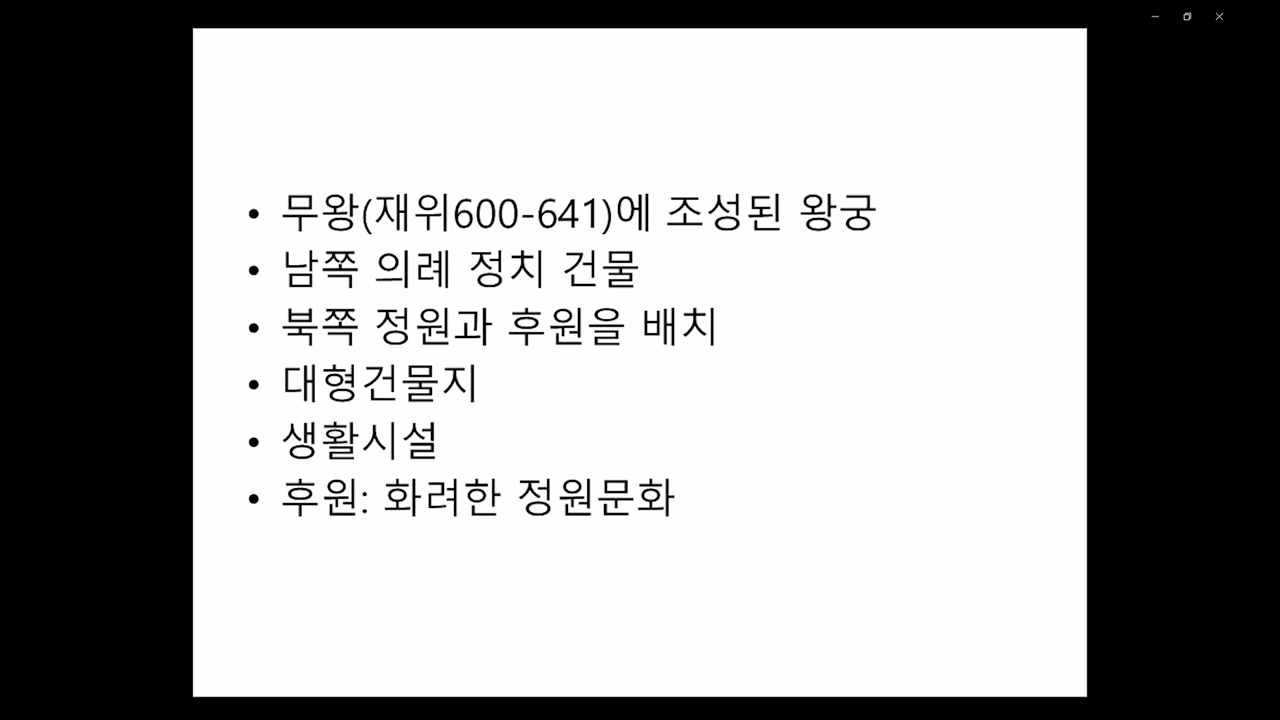 • 무왕(재위600-641)에 조성된 왕궁
• 남쪽 의례 정치 건물
• 북쪽 정원과 후원을 배치
• 대형건물지
• 생활시설
• 후원: 화려한 정원문화